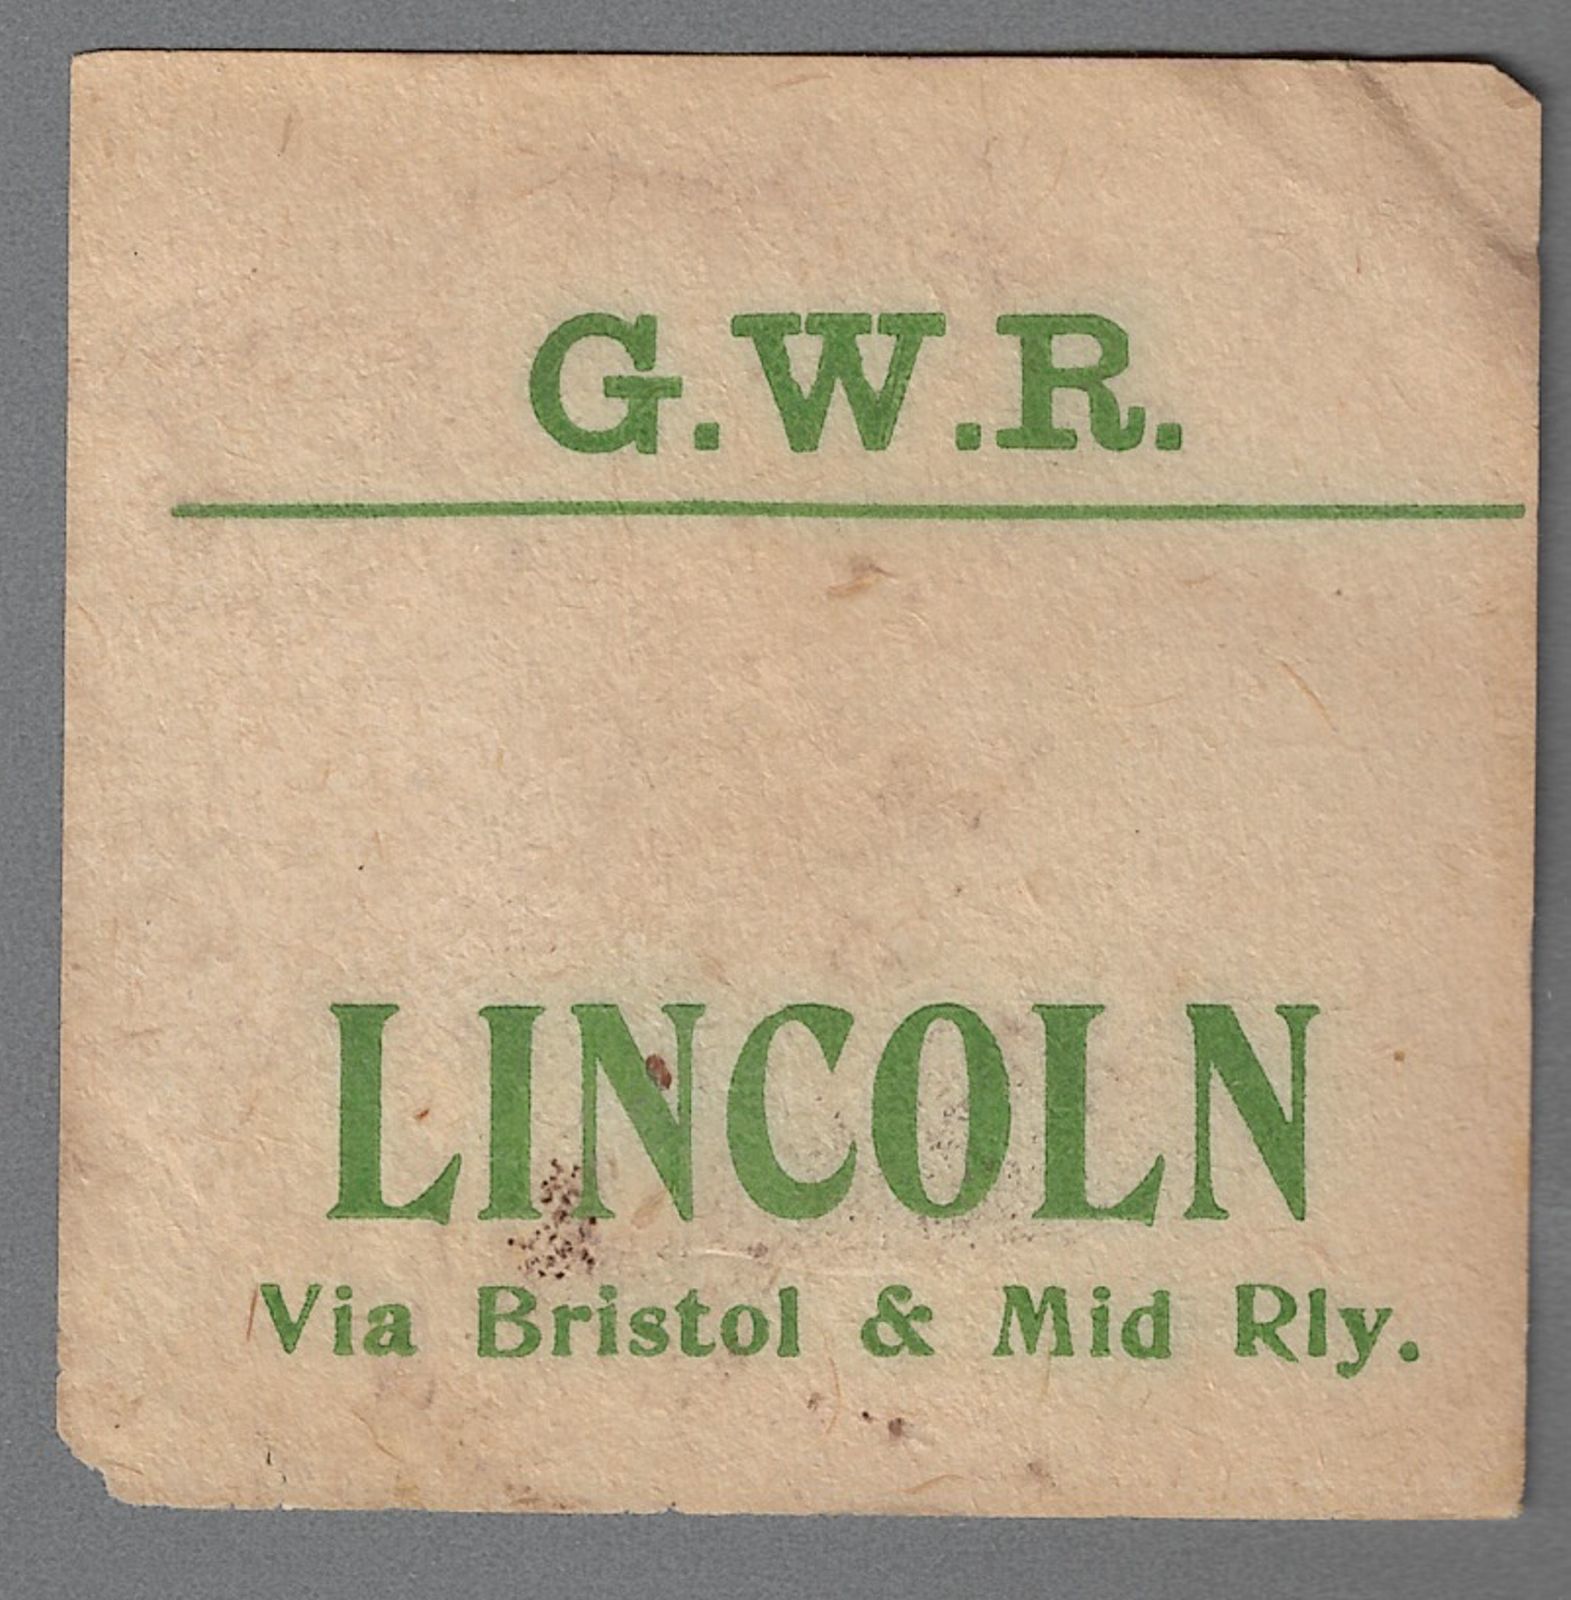 G.W.R.
LINCOLN
Via Bristol & Mid Rly.